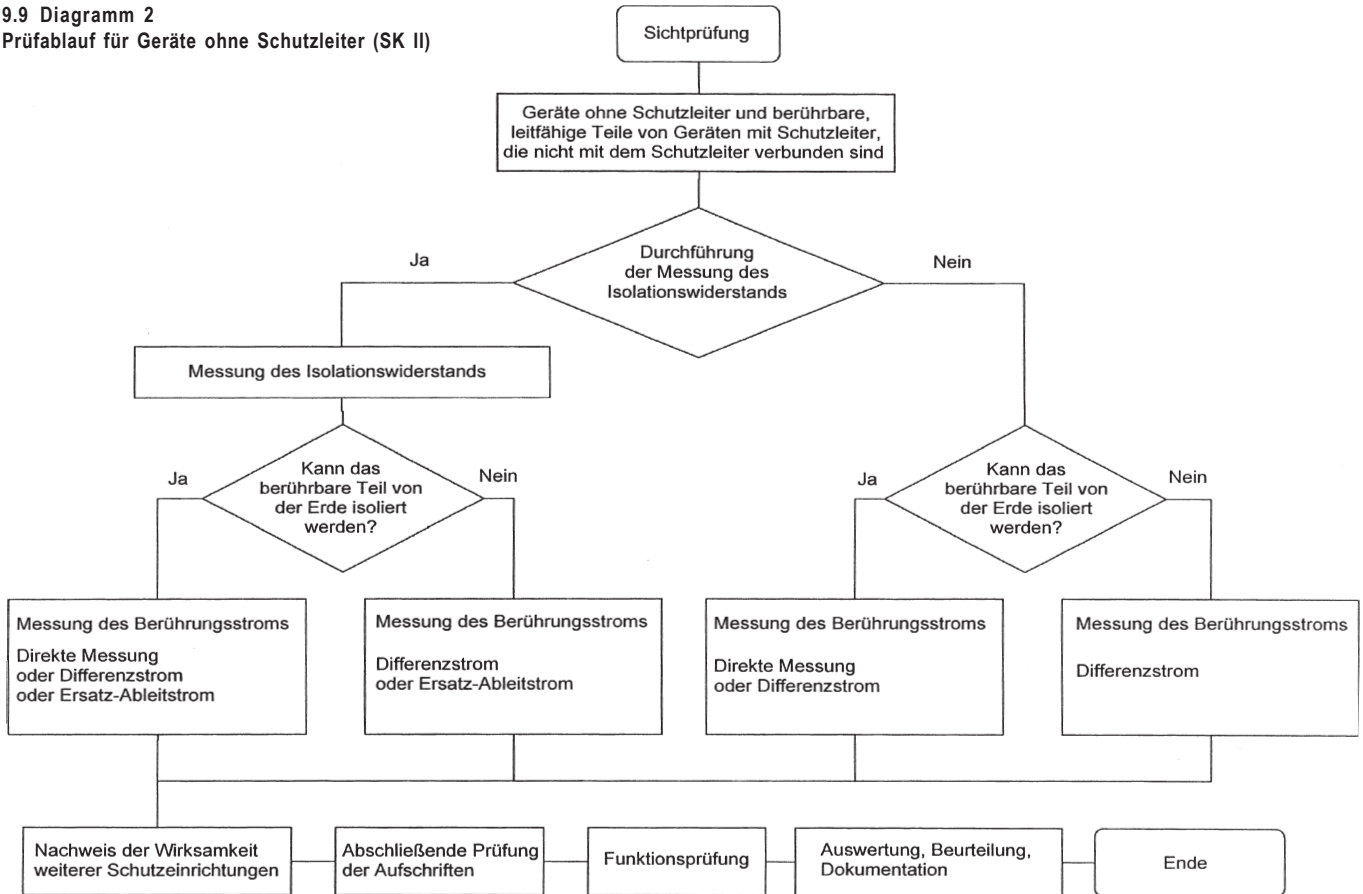 9.9 Diagramm 2
Prüfablauf für Geräte ohne Schutzleiter (SK II)
Sichtprüfung
Geräte ohne Schutzleiter und berührbare,
leitfähige Teile von Geräten mit Schutzleiter,
die nicht mit dem Schutzleiter verbunden sind
Durchführung
der Messung des
Isolationswiderstands
Ja
Nein
Messung des Isolationswiderstands
Kann das
berührbare Teil von
der Erde isoliert
werden?
Ja
Nein
Kann das
berührbare Teil von
der Erde isoliert
werden?
Ja
Nein
Messung des Berührungsstroms
Direkte Messung
oder Differenzstrom
oder Ersatz-Ableitstrom
Messung des Berührungsstroms
Differenzstrom
oder Ersatz-Ableitstrom
Messung des Berührungsstroms
Direkte Messung
oder Differenzstrom
Messung des Berührungsstroms
Differenzstrom
Nachweis der Wirksamkeit
weiterer Schutzeinrichtungen
Abschließende Prüfung
der Aufschriften
Funktionsprüfung
Auswertung, Beurteilung,
Dokumentation
Ende